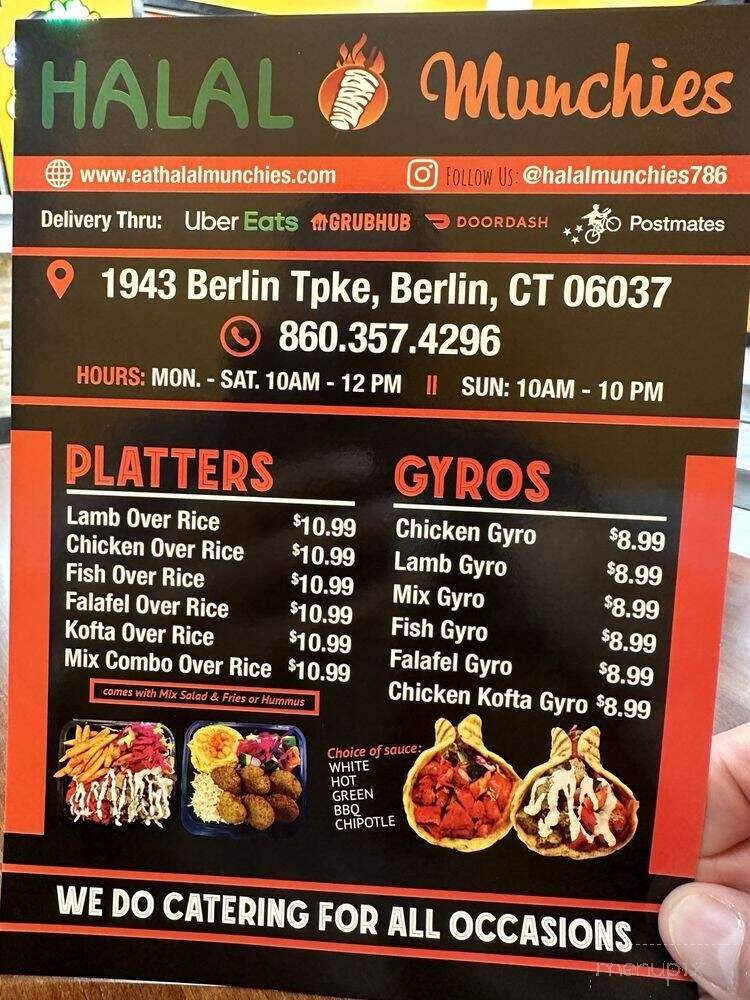 HALAL Munchies
www.eathalalmunchies.com FOLLOW US: @halalmunchies786
Delivery Thru: Uber Eats GRUBHUB DOORDASH Postmates
1943 Berlin Tpke, Berlin, CT 06037
860.357.4296
HOURS: MON. - SAT. 10AM - 12 PM || SUN: 10AM - 10 PM
PLATTERS
Lamb Over Rice $10.99
Chicken Over Rice $10.99
Fish Over Rice $10.99
Falafel Over Rice $10.99
Kofta Over Rice $10.99
Mix Combo Over Rice $10.99
comes with Mix Salad & Fries or Hummus
GYROS
Chicken Gyro $8.99
Lamb Gyro $8.99
Mix Gyro $8.99
Fish Gyro $8.99
Falafel Gyro $8.99
Chicken Kofta Gyro $8.99
Choice of sauce:
WHITE
HOT
GREEN
BBQ
CHIPOTLE
WE DO CATERING FOR ALL OCCASIONS